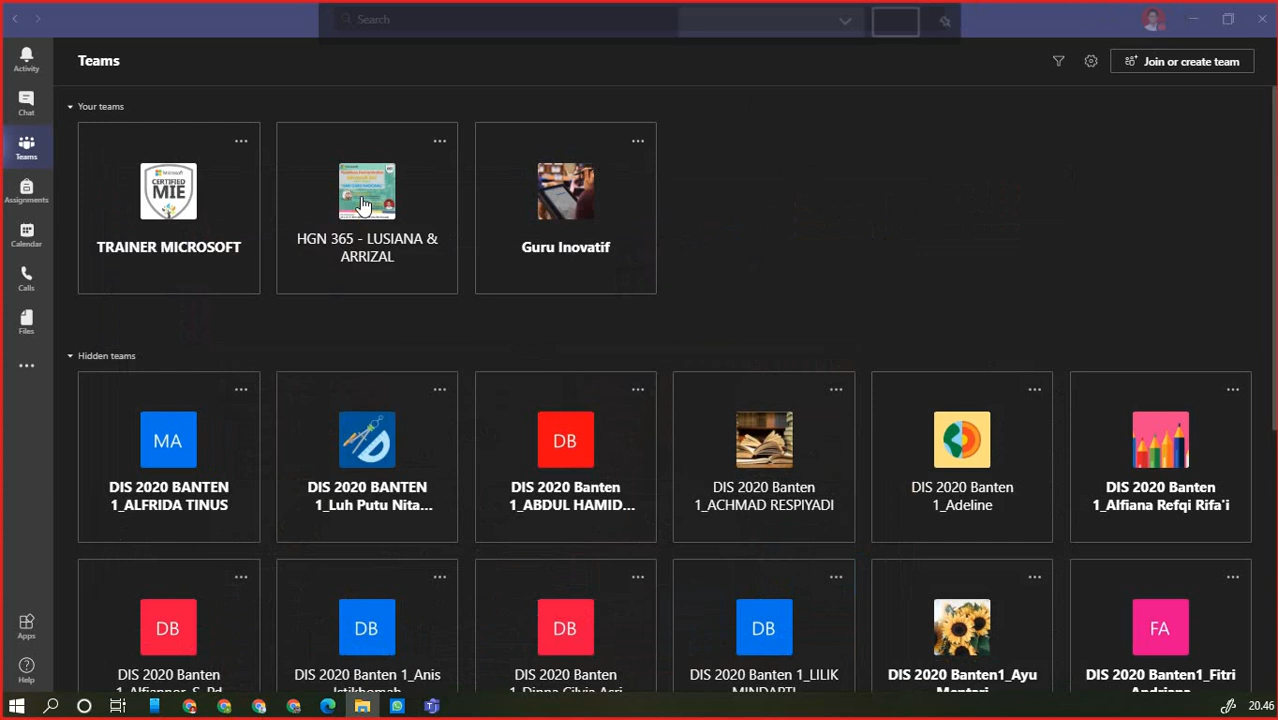 Search
Activity
Chat
Teams
Assignments
Calendar
Calls
Files
Apps
Help
Teams
Join or create team
Your teams
Microsoft
CERTIFIED
MIE
TRAINER MICROSOFT
HGN 365 - LUSIANA &
ARRIZAL
Guru Inovatif
Hidden teams
MA
DIS 2020 BANTEN
1_ALFRIDA TINUS
DIS 2020 BANTEN
1_Luh Putu Nita...
DB
DIS 2020 Banten
1_ABDUL HAMID...
DIS 2020 Banten
1_ACHMAD RESPIYADI
DIS 2020 Banten
1_Adeline
DIS 2020 Banten
1_Alfiana Refqi Rifa'i
DB
DIS 2020 Banten
DB
DIS 2020 Banten 1_Anis
DB
DIS 2020 Banten
DB
DIS 2020 Banten 1_LILIK
MINDARTI
DIS 2020 Banten1_Ayu
FA
DIS 2020 Banten1_Fitri
20.46